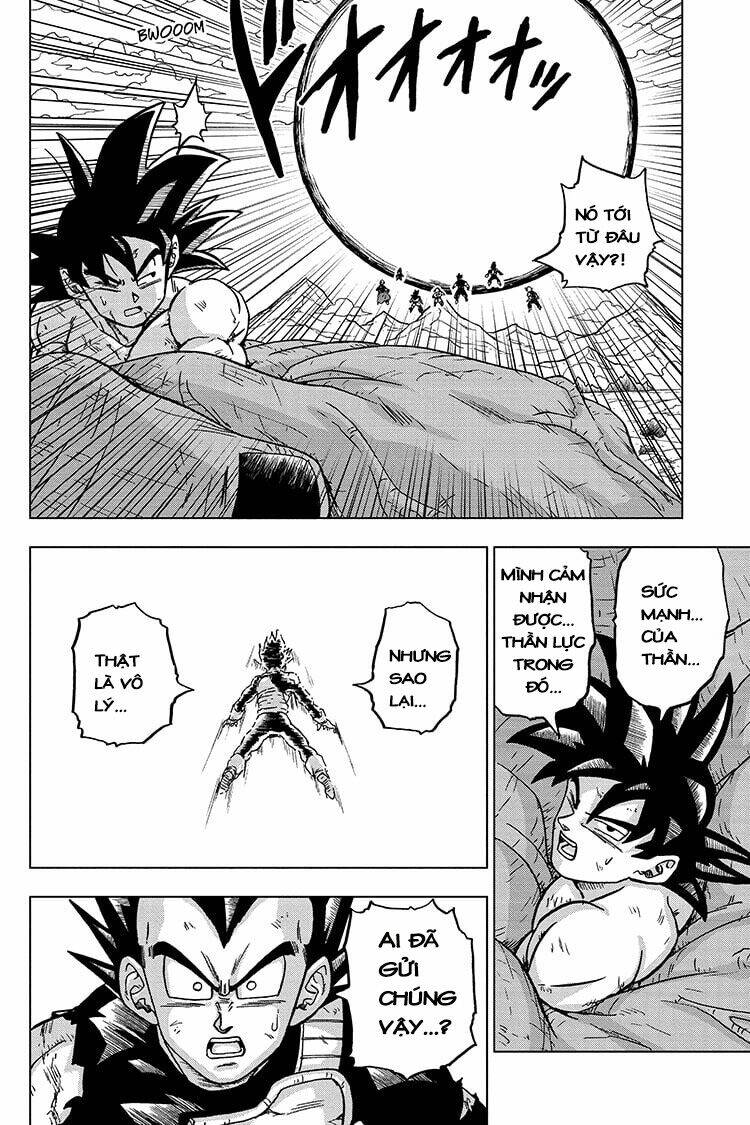 BWOOOM
ドオオオッ
NÓ TỚI
TỪ ĐÂU
VẬY?!
SỨC
MẠNH...
CỦA
THẦN...
MÌNH CẢM
NHẬN
ĐƯỢC...
THẦN LỰC
TRONG
ĐÓ...
NHƯNG
SAO
LẠI...
THẬT
LÀ VÔ
LÝ...
AI ĐÃ
GỬI
CHÚNG
VẬY...?